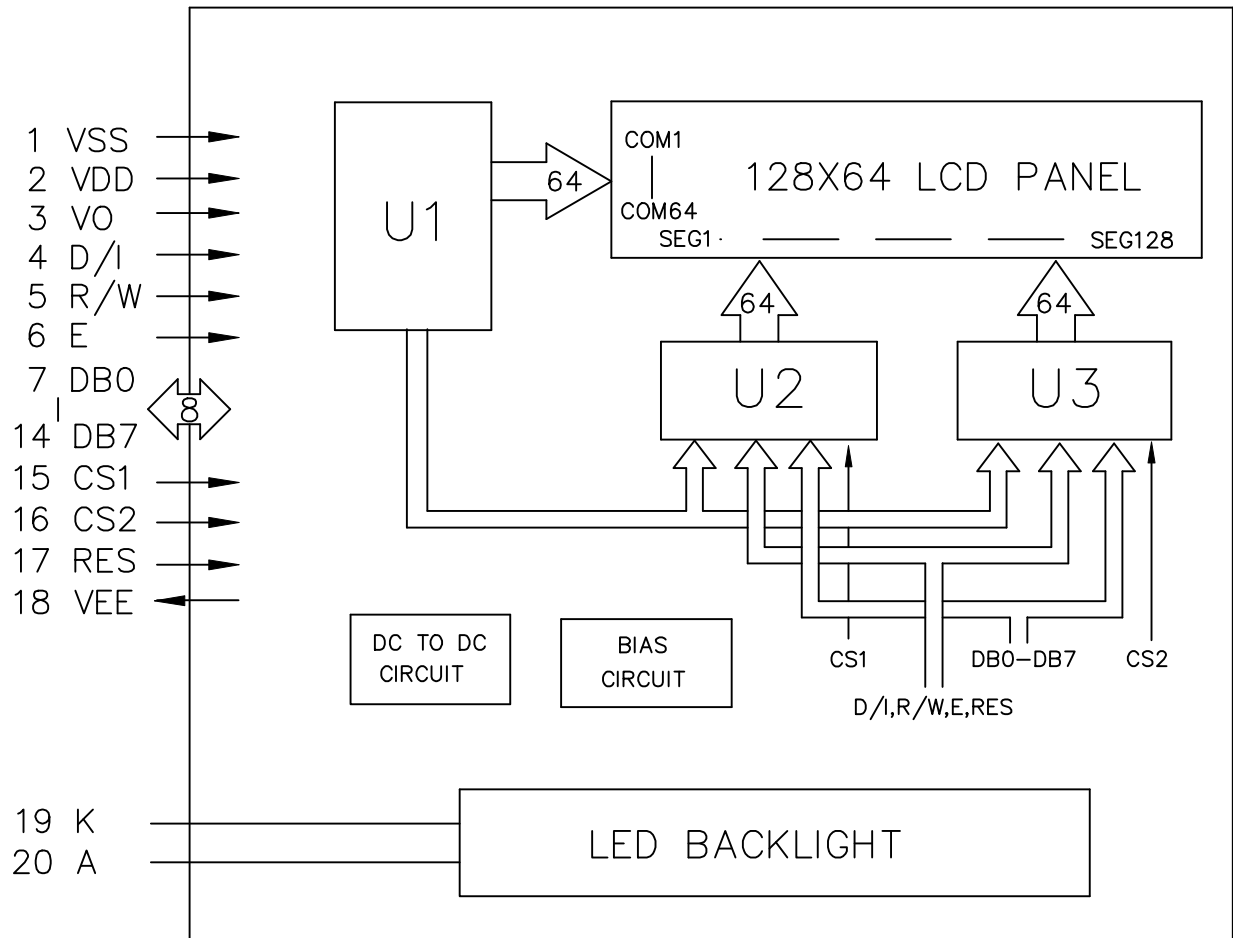 1 VSS
2 VDD
3 VO
4 D/I
5 R/W
6 E
7 DB0
8
14 DB7
15 CS1
16 CS2
17 RES
18 VEE
19 K
20 A
U1
64
COM1
COM64
128X64 LCD PANEL
SEG1
SEG128
64
64
U2
U3
CS1
DB0-DB7
CS2
D/I,R/W,E,RES
DC TO DC
CIRCUIT
BIAS
CIRCUIT
LED BACKLIGHT